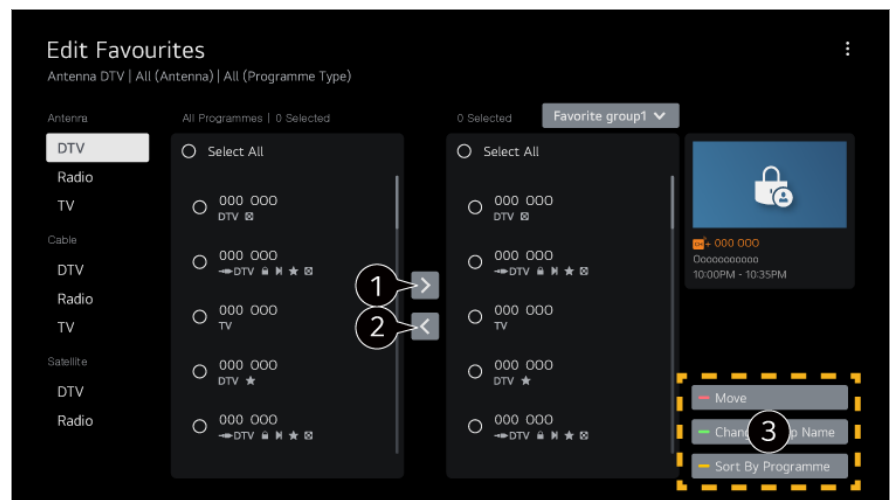 Edit Favourites
Antenna DTV | All (Antenna) | All (Programme Type)
Antenna
DTV
Radio
TV
Cable
DTV
Radio
TV
Satellite
DTV
Radio
All Programmes | 0 Selected
Select All
000 000
DTV
000 000
DTV
000 000
TV
000 000
DTV
000 000
DTV
1
2
0 Selected
Favorite group1
Select All
000 000
DTV
000 000
DTV
000 000
TV
000 000
DTV
000 000
DTV
000 000
Ooooooooooo
10:00PM - 10:35PM
Move
3
Name
Sort By Programme